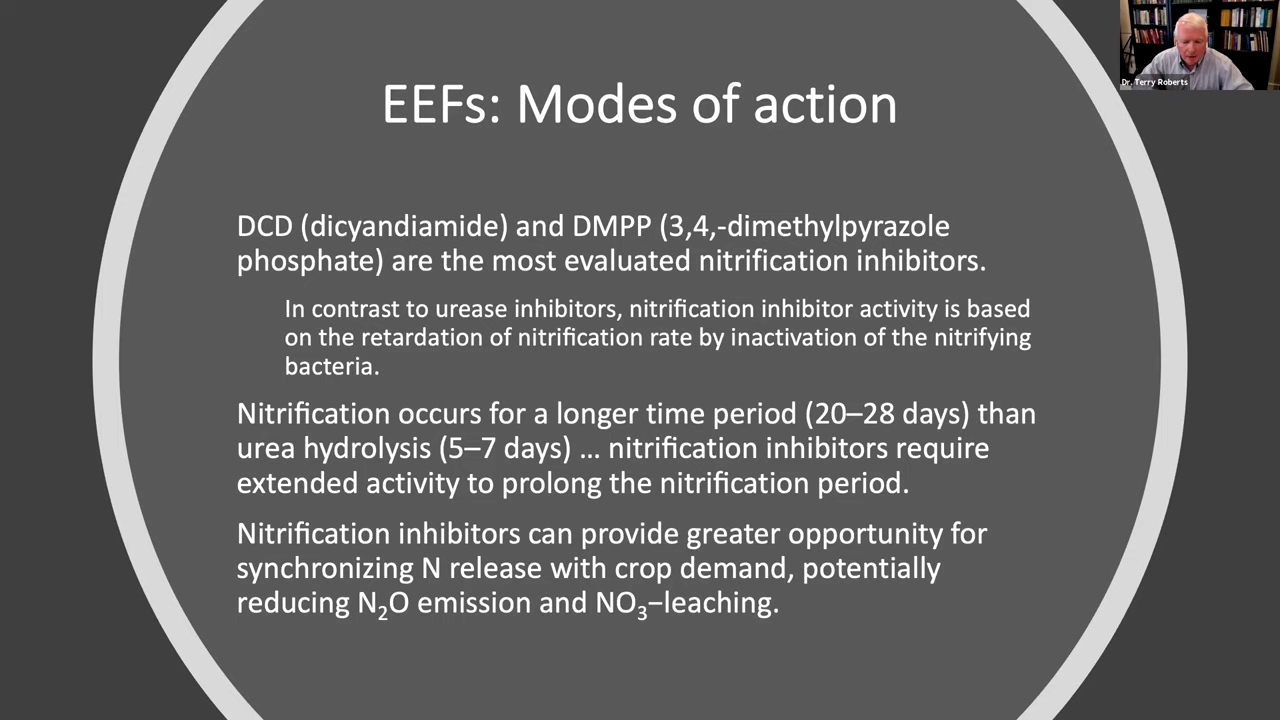 Dr. Terry Roberts
EEFs: Modes of action
DCD (dicyandiamide) and DMPP (3,4,-dimethylpyrazole
phosphate) are the most evaluated nitrification inhibitors.
In contrast to urease inhibitors, nitrification inhibitor activity is based
on the retardation of nitrification rate by inactivation of the nitrifying
bacteria.
Nitrification occurs for a longer time period (20–28 days) than
urea hydrolysis (5–7 days) ... nitrification inhibitors require
extended activity to prolong the nitrification period.
Nitrification inhibitors can provide greater opportunity for
synchronizing N release with crop demand, potentially
reducing N₂O emission and NO₃−leaching.